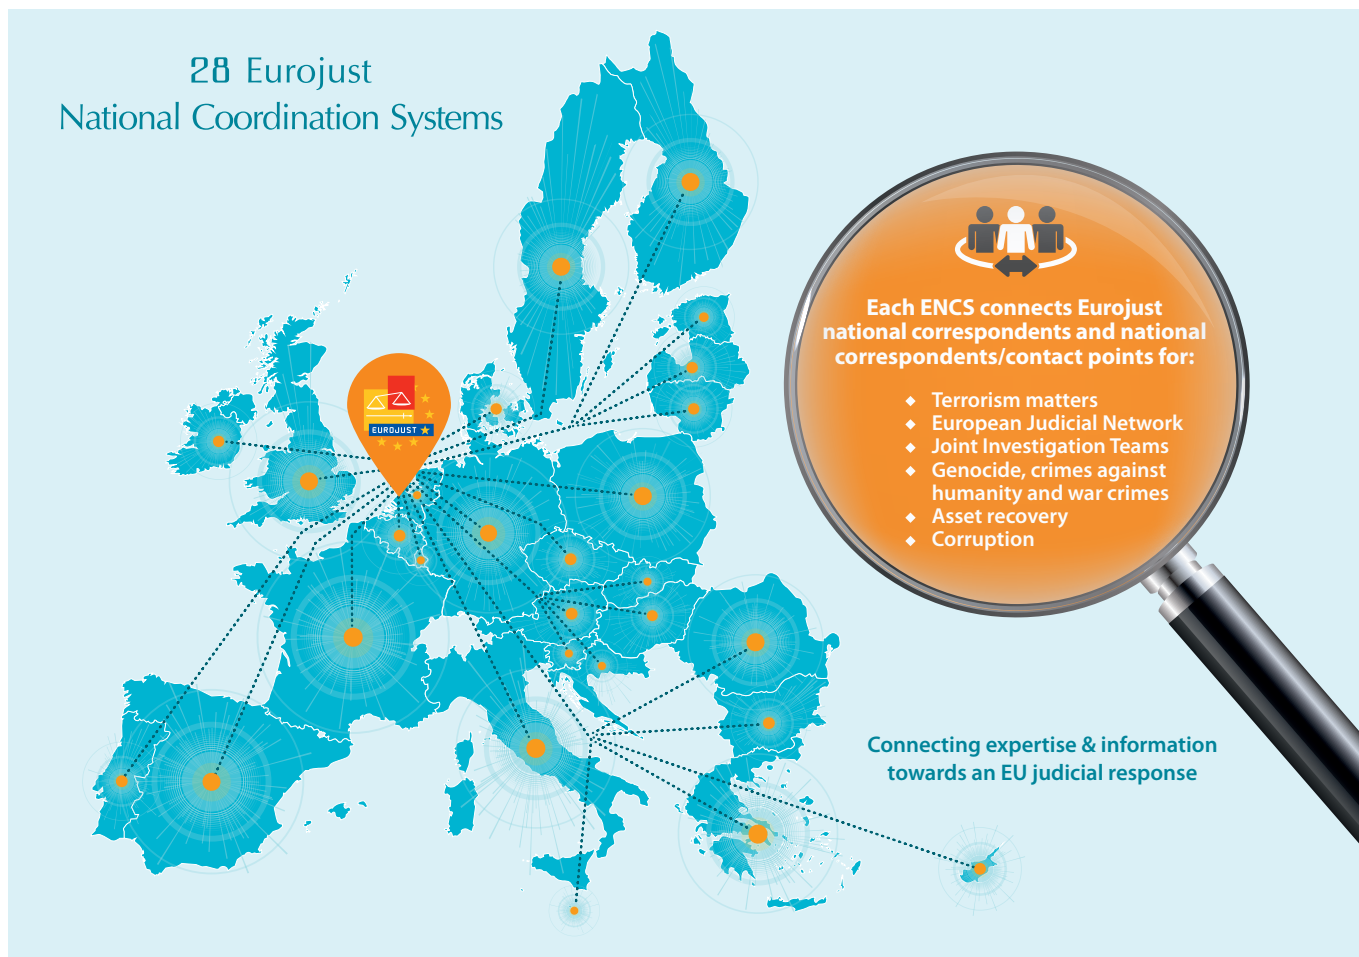 28 Eurojust
National Coordination Systems
EUROJUST
Each ENCS connects Eurojust
national correspondents and national
correspondents/contact points for:
◆ Terrorism matters
◆ European Judicial Network
◆ Joint Investigation Teams
◆ Genocide, crimes against
humanity and war crimes
◆ Asset recovery
◆ Corruption
Connecting expertise & information
towards an EU judicial response